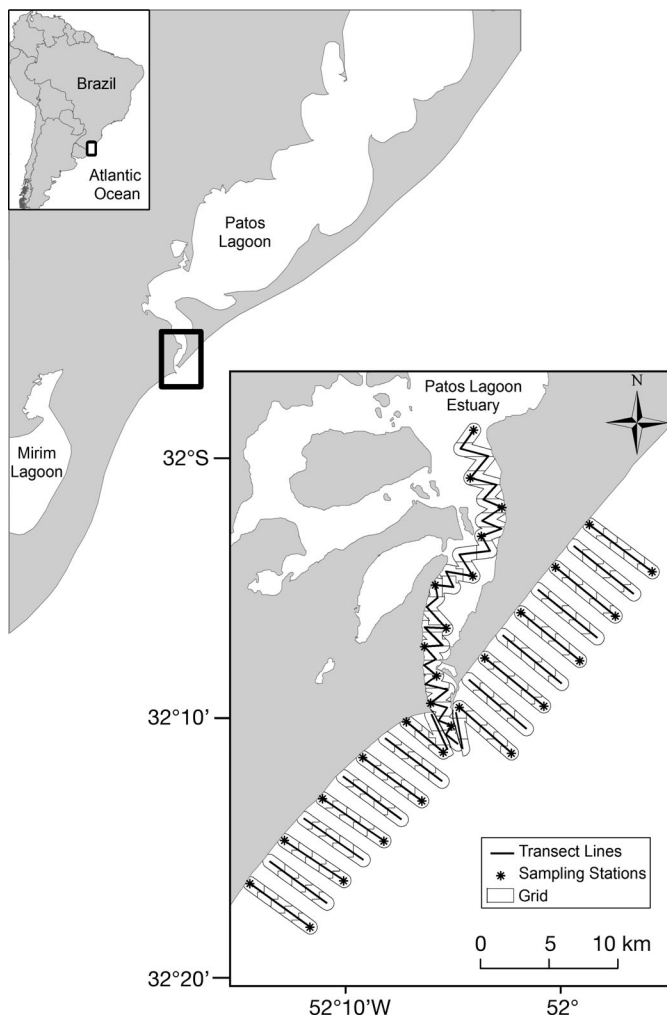 Brazil
Atlantic
Ocean
Patos
Lagoon
Mirim
Lagoon
Patos Lagoon
Estuary
N
32°S
32°10'
32°20'
52°10'W
52°
Transect Lines
Sampling Stations
Grid
0 5 10 km